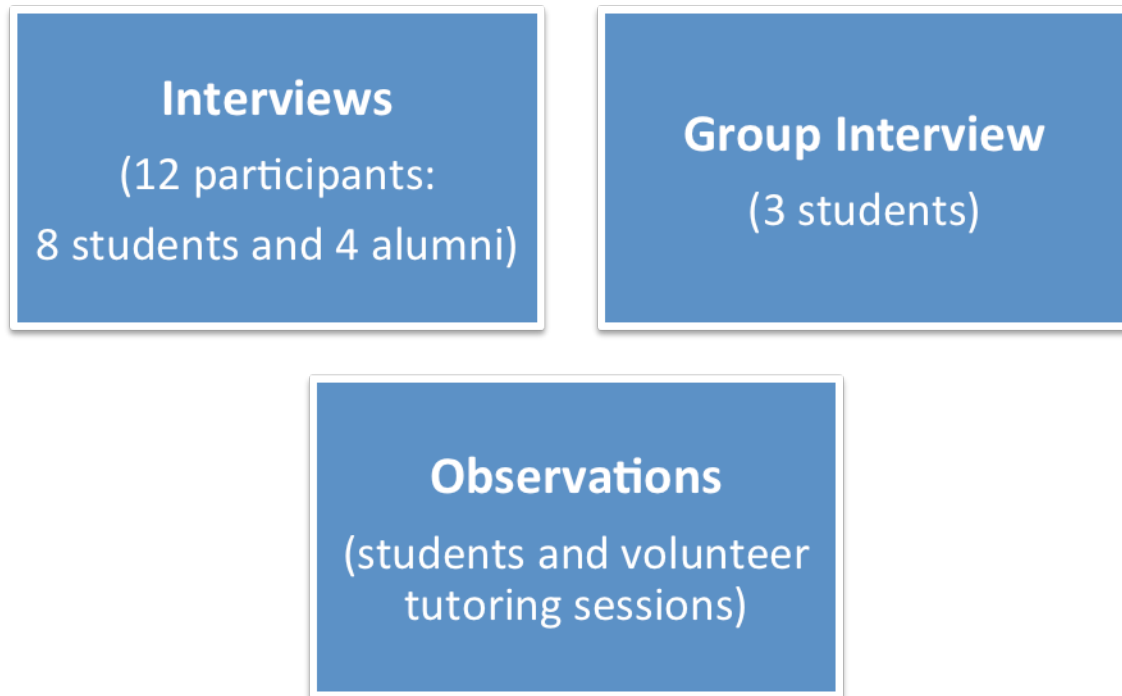 Interviews
(12 participants:
8 students and 4 alumni)
Group Interview
(3 students)
Observations
(students and volunteer
tutoring sessions)